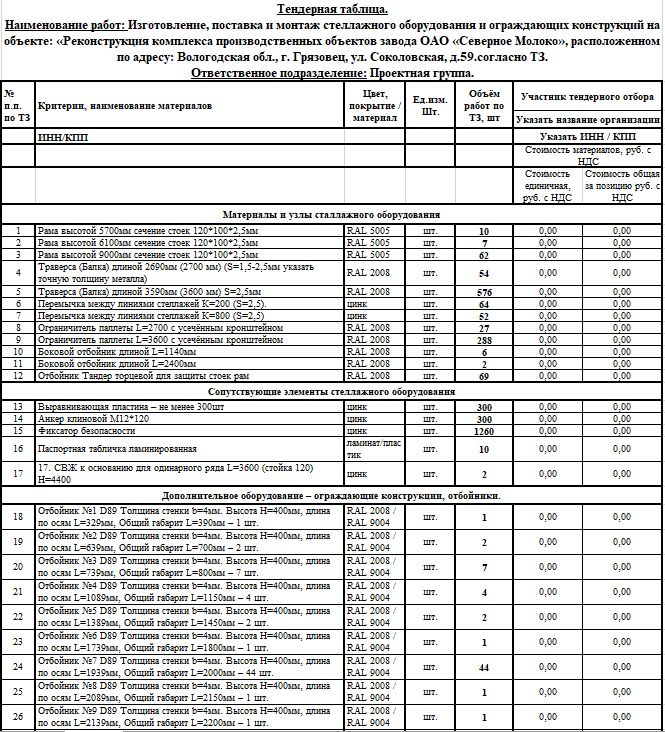 Тендерная таблица.
Наименование работ: Изготовление, поставка и монтаж стеллажного оборудования и ограждающих конструкций на
объекте: «Реконструкция комплекса производственных объектов завода ОАО «Северное Молоко», расположенном
по адресу: Вологодская обл., г. Грязовец, ул. Соколовская, д.59.согласно ТЗ.
Ответственное подразделение: Проектная группа.
№ п.п. по ТЗ Критерии, наименование материалов Цвет, покрытие / материал Ед.изм. Шт. Объём работ по ТЗ, шт Участник тендерного отбора
Указать название организации
ИНН/КПП Указать ИНН / КПП
Стоимость материалов, руб. с НДС
Стоимость единичная, руб. с НДС Стоимость общая за позицию руб. с НДС
Материалы и узлы сталлажного оборудования
1 Рама высотой 5700мм сечение стоек 120*100*2,5мм RAL 5005 шт. 10 0,00 0,00
2 Рама высотой 6100мм сечение стоек 120*100*2,5мм RAL 5005 шт. 7 0,00 0,00
3 Рама высотой 9000мм сечение стоек 120*100*2,5мм RAL 5005 шт. 62 0,00 0,00
4 Траверса (Балка) длиной 2690мм (2700 мм) (S=1,5-2,5мм указать
точную толщину металла) RAL 2008 шт. 54 0,00 0,00
5 Траверса (Балка) длиной 3590мм (3600 мм) S=2,5мм RAL 2008 шт. 576 0,00 0,00
6 Перемычка между линиями стеллажей К=200 (S=2,5). цинк шт. 64 0,00 0,00
7 Перемычка между линиями стеллажей К=800 (S=2,5) цинк шт. 52 0,00 0,00
8 Ограничитель паллеты L=2700 с усечённым кронштейном RAL 2008 шт. 27 0,00 0,00
9 Ограничитель паллеты L=3600 с усечённым кронштейном RAL 2008 шт. 288 0,00 0,00
10 Боковой отбойник длиной L=1140мм RAL 2008 шт. 6 0,00 0,00
11 Боковой отбойник длиной L=2400мм RAL 2008 шт. 2 0,00 0,00
12 Отбойник Тандер торцевой для защиты стоек рам RAL 2008 шт. 69 0,00 0,00
Сопутствующие элементы стеллажного оборудования
13 Выравнивающая пластина – не менее 300шт цинк шт. 300 0,00 0,00
14 Анкер клиновой М12*120 цинк шт. 300 0,00 0,00
15 Фиксатор безопасности цинк шт. 1260 0,00 0,00
16 Паспортная табличка ламинированная ламинат/плас
тик шт. 10 0,00 0,00
17 17. СВЖ к основанию для одинарного ряда L=3600 (стойка 120)
Н=4400 цинк шт. 2 0,00 0,00
Дополнительное оборудование – ограждающие конструкции, отбойники.
18 Отбойник №1 D89 Толщина стенки b=4мм. Высота Н=400мм, длина RAL 2008 / шт. 1 0,00 0,00
по осям L=329мм, Общий габарит L=390мм – 1 шт. RAL 9004
19 Отбойник №2 D89 Толщина стенки b=4мм. Высота Н=400мм, длина RAL 2008 / шт. 2 0,00 0,00
по осям L=639мм, Общий габарит L=700мм – 2 шт. RAL 9004
20 Отбойник №3 D89 Толщина стенки b=4мм. Высота Н=400мм, длина RAL 2008 / шт. 7 0,00 0,00
по осям L=739мм, Общий габарит L=800мм – 7 шт. RAL 9004
21 Отбойник №4 D89 Толщина стенки b=4мм. Высота Н=400мм, длина RAL 2008 / шт. 4 0,00 0,00
по осям L=1089мм, Общий габарит L=1150мм – 4 шт. RAL 9004
22 Отбойник №5 D89 Толщина стенки b=4мм. Высота Н=400мм, длина RAL 2008 / шт. 2 0,00 0,00
по осям L=1389мм, Общий габарит L=1450мм – 2 шт. RAL 9004
23 Отбойник №6 D89 Толщина стенки b=4мм. Высота Н=400мм, длина RAL 2008 / шт. 1 0,00 0,00
по осям L=1739мм, Общий габарит L=1800мм – 1 шт. RAL 9004
24 Отбойник №7 D89 Толщина стенки b=4мм. Высота Н=400мм, длина RAL 2008 / шт. 44 0,00 0,00
по осям L=1939мм, Общий габарит L=2000мм – 44 шт. RAL 9004
25 Отбойник №8 D89 Толщина стенки b=4мм. Высота Н=400мм, длина RAL 2008 / шт. 1 0,00 0,00
по осям L=2089мм, Общий габарит L=2150мм – 1 шт. RAL 9004
26 Отбойник №9 D89 Толщина стенки b=4мм. Высота Н=400мм, длина RAL 2008 / шт. 1 0,00 0,00
по осям L=2139мм, Общий габарит L=2200мм – 1 шт. RAL 9004